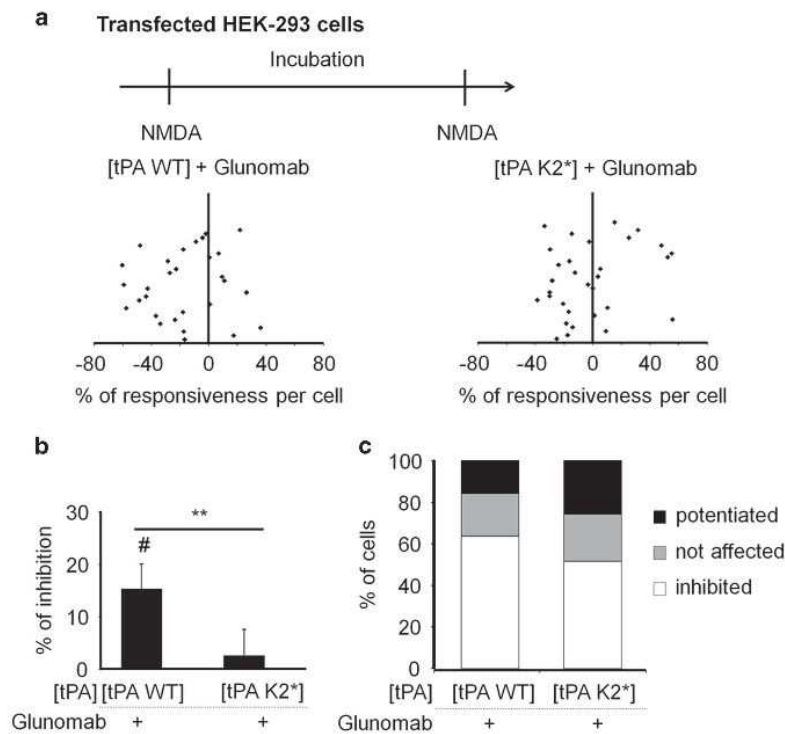 a Transfected HEK-293 cells
Incubation
NMDA NMDA
[tPA WT] + Glunomab [tPA K2*] + Glunomab
-80 -40 0 40 80 -80 -40 0 40 80
% of responsiveness per cell % of responsiveness per cell
b
% of inhibition
30
20
10
0
**
#
[tPA] [tPA WT] [tPA K2*]
Glunomab + +
c
% of cells
100
80
60
40
20
0
potentiated
not affected
inhibited
[tPA] [tPA WT] [tPA K2*]
Glunomab + +